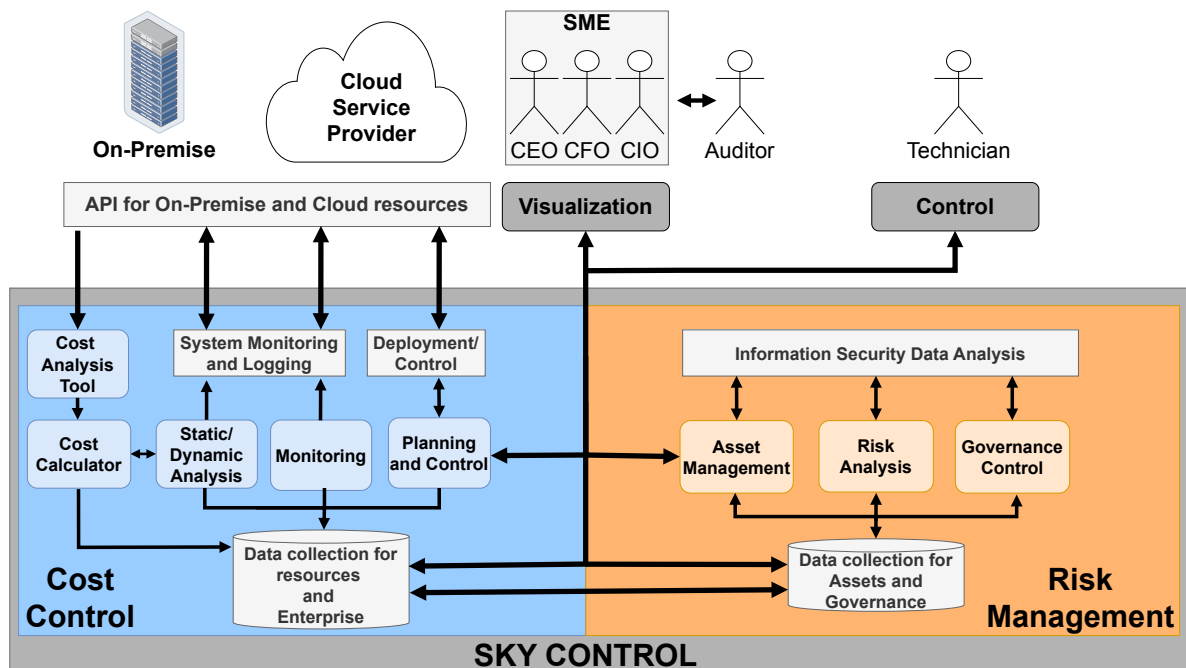 SME
Cloud
Service
Provider
On-Premise
CEO
CFO
CIO
Auditor
Technician
API for On-Premise and Cloud resources
Visualization
Control
Cost
Analysis
Tool
System Monitoring
and Logging
Deployment/
Control
Information Security Data Analysis
Cost
Calculator
Static/
Dynamic
Analysis
Monitoring
Planning
and Control
Asset
Management
Risk
Analysis
Governance
Control
Data collection for
resources
and
Enterprise
Data collection for
Assets and
Governance
Cost
Control
Risk
Management
SKY CONTROL